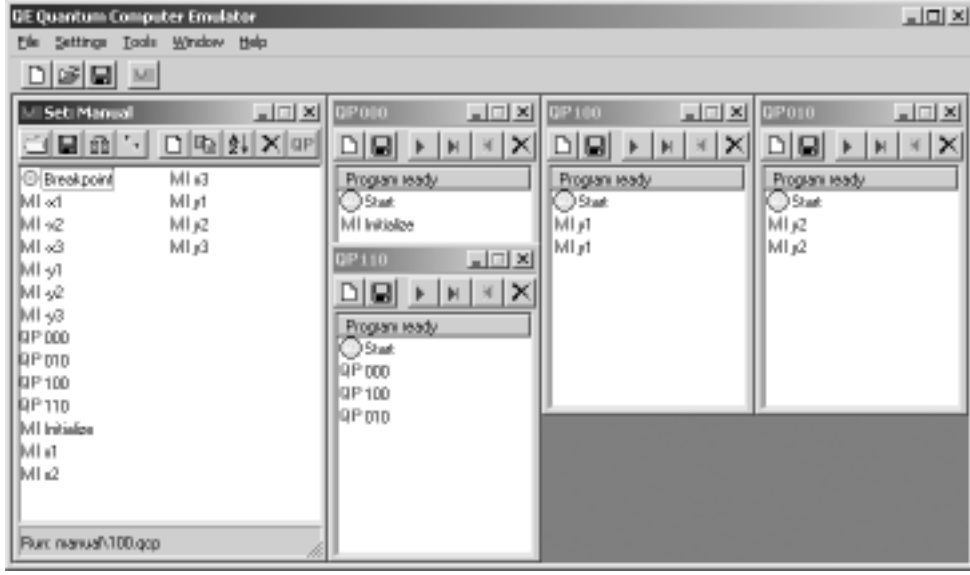 QE Quantum Computer Emulator
File Settings Tools Window Help
MI
MI Set: Manual
QP
Breakpoint
MI -x1
MI -x2
MI -x3
MI -y1
MI -y2
MI -y3
QP 000
QP 010
QP 100
QP 110
MI Initialize
MI x1
MI x2
MI x3
MI y1
MI y2
MI y3
Run: manual\100.qcp
QP 000
Program ready
Start
MI Initialize
QP 110
Program ready
Start
QP 000
QP 100
QP 010
QP 100
Program ready
Start
MI y1
MI y1
QP 010
Program ready
Start
MI y2
MI y2